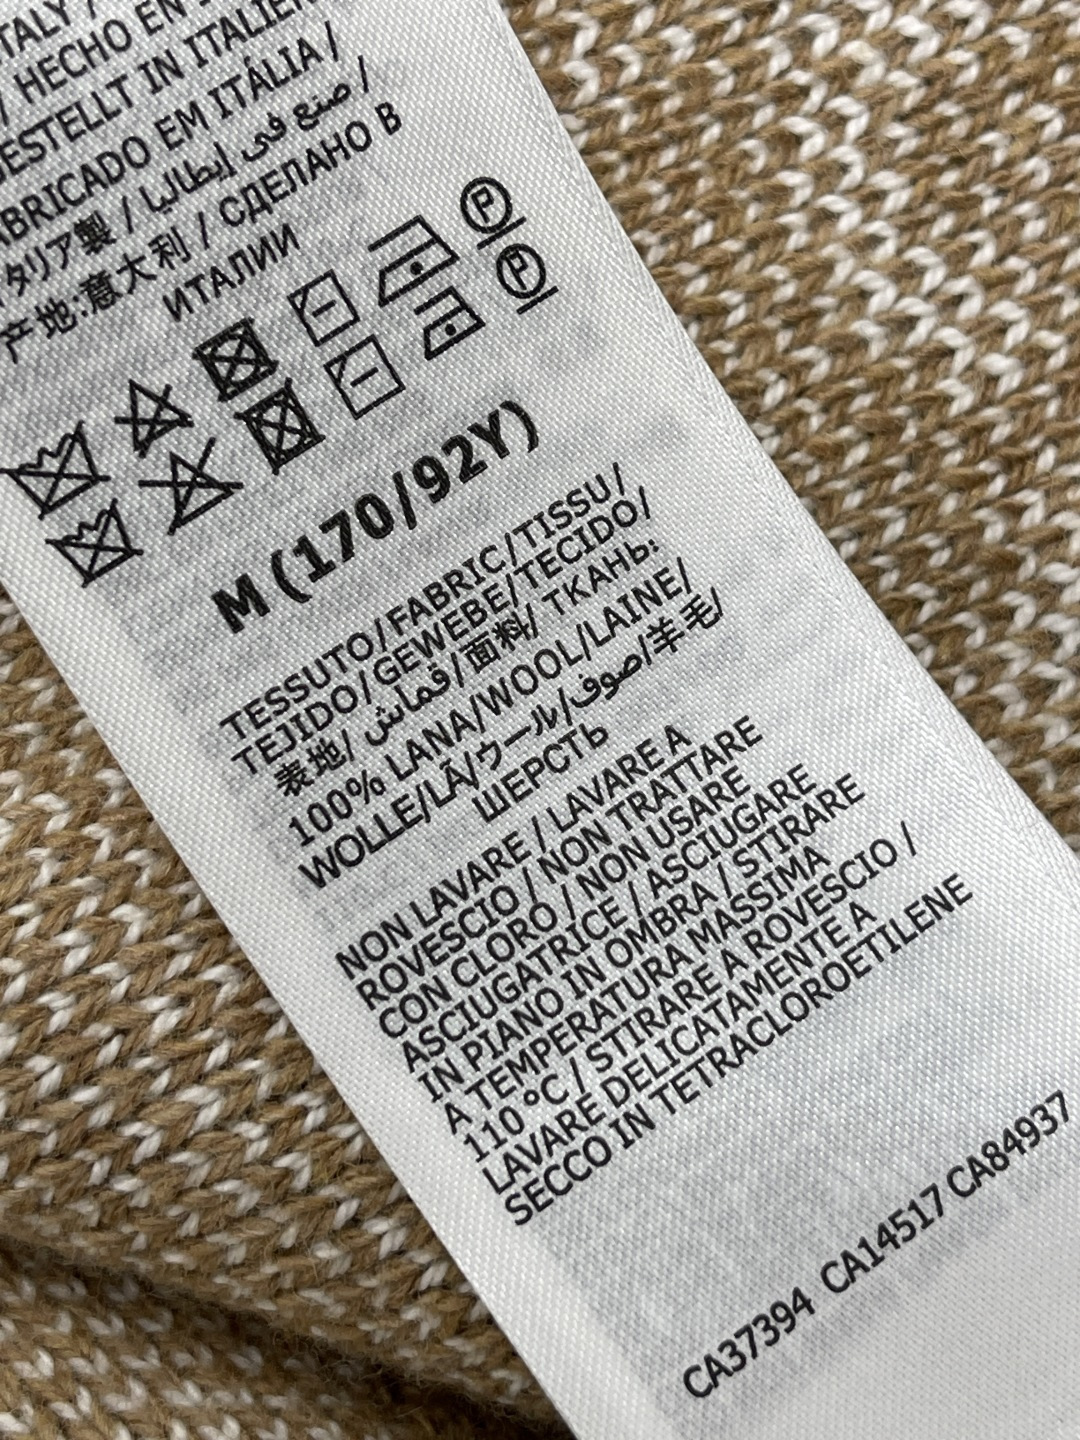 ITALY /
/ HECHO EN
GESTELLT IN ITALIEN
FABRICADO EM ITÁLIA /
イタリア製 / صنع في إيطاليا /
产地:意大利 / СДЕЛАНО В
ИТАЛИИ
M (170/92Y)
TESSUTO/FABRIC/TISSU/
TEJIDO/GEWEBE/TECIDO/
表地/ قماش/面料/ ТКАНЬ:
100% LANA/WOOL/LAINE/
WOLLE/LÃ/ウール/صوف/羊毛/
ШЕРСТЬ
NON LAVARE / LAVARE A
ROVESCIO / NON TRATTARE
CON CLORO / NON USARE
ASCIUGATRICE / ASCIUGARE
IN PIANO IN OMBRA / STIRARE
A TEMPERATURA MASSIMA
110 °C / STIRARE A ROVESCIO /
LAVARE DELICATAMENTE A
SECCO IN TETRACLOROETILENE
CA37394 CA14517 CA84937